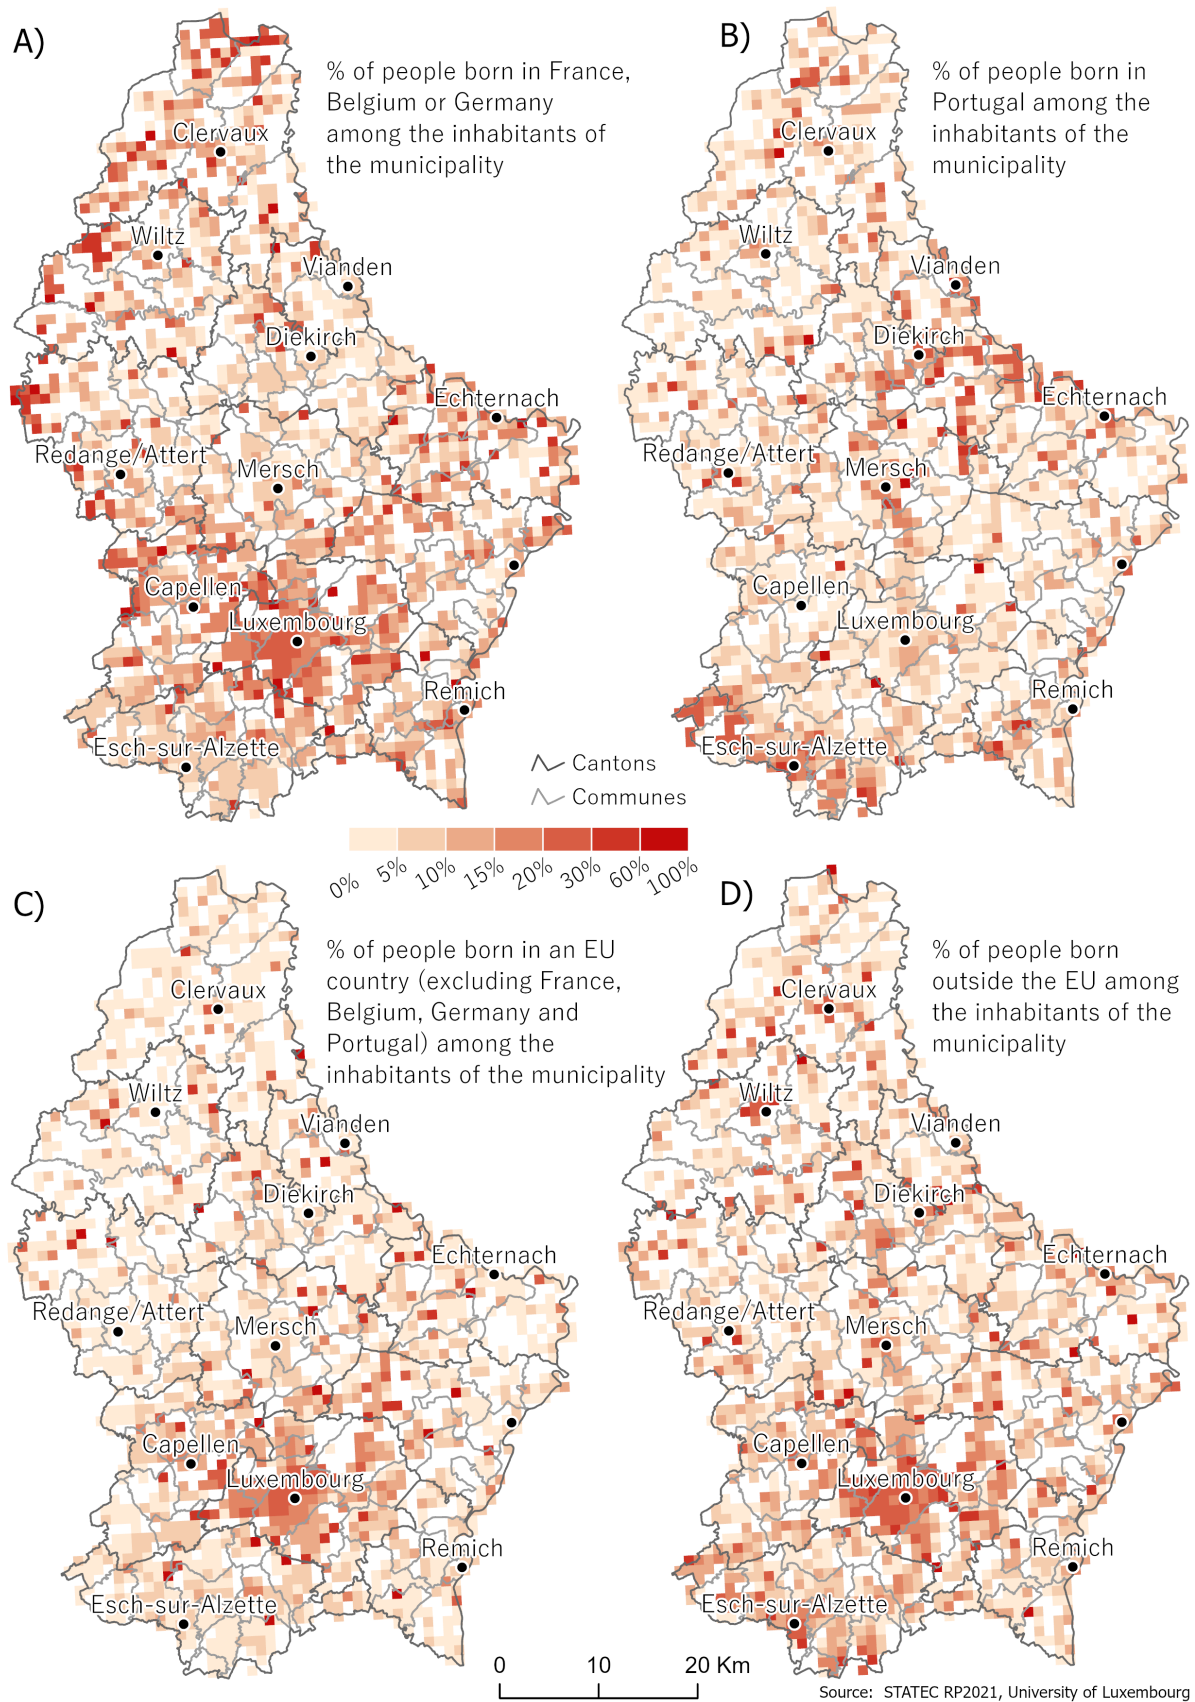 A)
% of people born in France,
Belgium or Germany
among the inhabitants of
the municipality
Clervaux
Wiltz
Vianden
Diekirch
Echternach
Redange/Attert
Mersch
Capellen
Luxembourg
Remich
Esch-sur-Alzette
B)
% of people born in
Portugal among the
inhabitants of the
municipality
Clervaux
Wiltz
Vianden
Diekirch
Echternach
Redange/Attert
Mersch
Capellen
Luxembourg
Remich
Esch-sur-Alzette
Cantons
Communes
0% 5% 10% 15% 20% 30% 60% 100%
C)
% of people born in an EU
country (excluding France,
Belgium, Germany and
Portugal) among the
inhabitants of the municipality
Clervaux
Wiltz
Vianden
Diekirch
Echternach
Redange/Attert
Mersch
Capellen
Luxembourg
Remich
Esch-sur-Alzette
D)
% of people born
outside the EU among
the inhabitants of the
municipality
Clervaux
Wiltz
Vianden
Diekirch
Echternach
Redange/Attert
Mersch
Capellen
Luxembourg
Remich
Esch-sur-Alzette
0 10 20 Km
Source: STATEC RP2021, University of Luxembourg